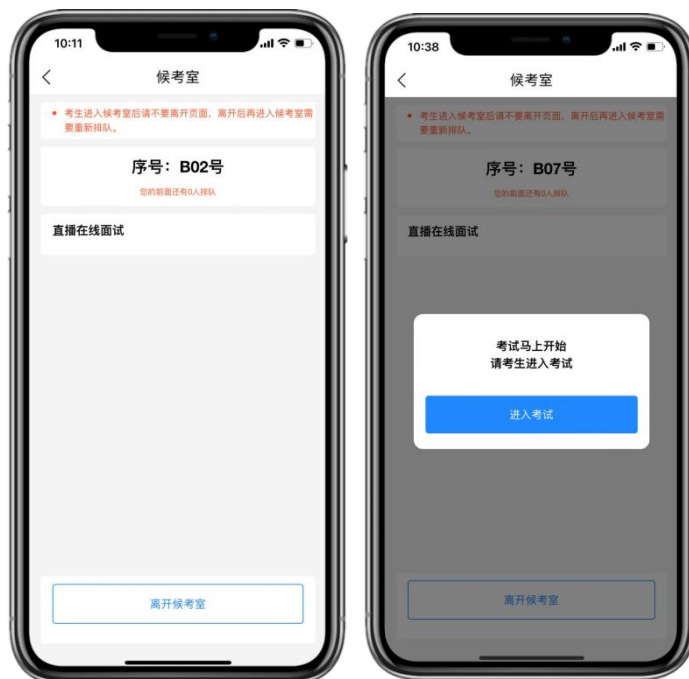 10:11
候考室
考生进入候考室后请不要离开页面，离开后再进入候考室需
要重新排队。
序号：B02号
您的前面还有0人排队
直播在线面试
离开候考室
10:38
候考室
考生进入候考室后请不要离开页面，离开后再进入候考室需
要重新排队。
序号：B07号
您的前面还有0人排队
直播在线面试
考试马上开始
请考生进入考试
进入考试
离开候考室